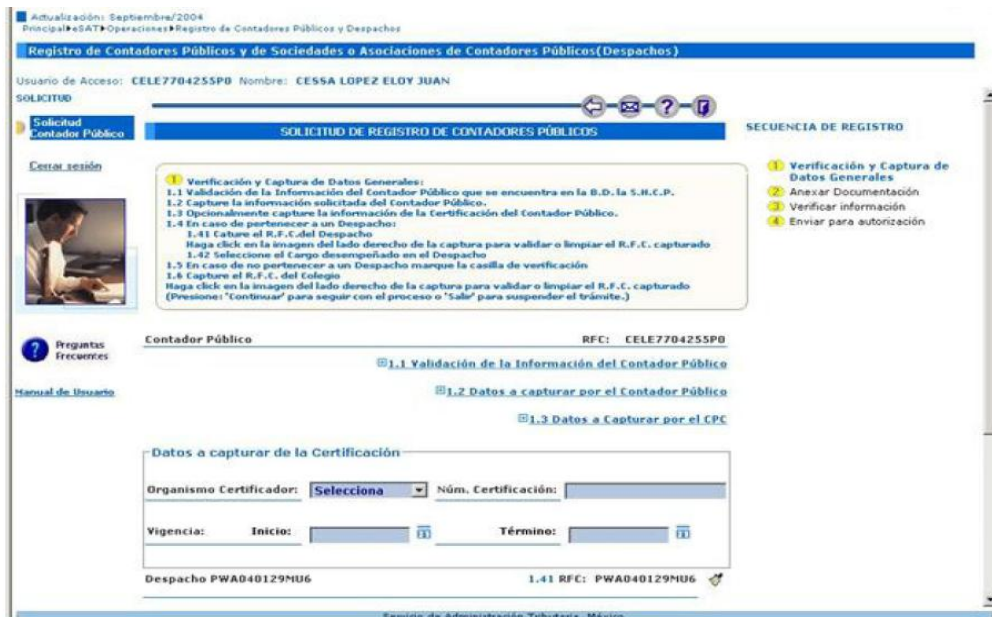 Actualización: Septiembre/2004
Principal▶eSAT▶Operaciones▶Registro de Contadores Públicos y Despachos
Registro de Contadores Públicos y de Sociedades o Asociaciones de Contadores Públicos(Despachos)
Usuario de Acceso: CELE7704255P0 Nombre: CESSA LOPEZ ELOY JUAN
SOLICITUD
Solicitud
Contador Público
Cerrar sesión
?
Preguntas
Frecuentes
Manual de Usuario
?
SOLICITUD DE REGISTRO DE CONTADORES PÚBLICOS
1 Verificación y Captura de Datos Generales:
1.1 Validación de la Información del Contador Público que se encuentra en la B.D. la S.H.C.P.
1.2 Capture la información solicitada del Contador Público.
1.3 Opcionalmente capture la información de la Certificación del Contador Público.
1.4 En caso de pertenecer a un Despacho:
1.41 Cature el R.F.C.del Despacho
Haga click en la imagen del lado derecho de la captura para validar o limpiar el R.F.C. capturado
1.42 Seleccione el Cargo desempeñado en el Despacho
1.5 En caso de no pertenecer a un Despacho marque la casilla de verificación
1.6 Capture el R.F.C. del Colegio
Haga click en la imagen del lado derecho de la captura para validar o limpiar el R.F.C. capturado
(Presione: 'Continuar' para seguir con el proceso o 'Salir' para suspender el trámite.)
Contador Público RFC: CELE7704255P0
1.1 Validación de la Información del Contador Público
1.2 Datos a capturar por el Contador Público
1.3 Datos a Capturar por el CPC
Datos a capturar de la Certificación
Organismo Certificador: Selecciona Núm. Certificación:
Vigencia: Inicio: Término:
Despacho PWA040129MU6 1.41 RFC: PWA040129MU6
SECUENCIA DE REGISTRO
1 Verificación y Captura de
Datos Generales
2 Anexar Documentación
3 Verificar información
4 Enviar para autorización
Servicio de Administración Tributaria, México